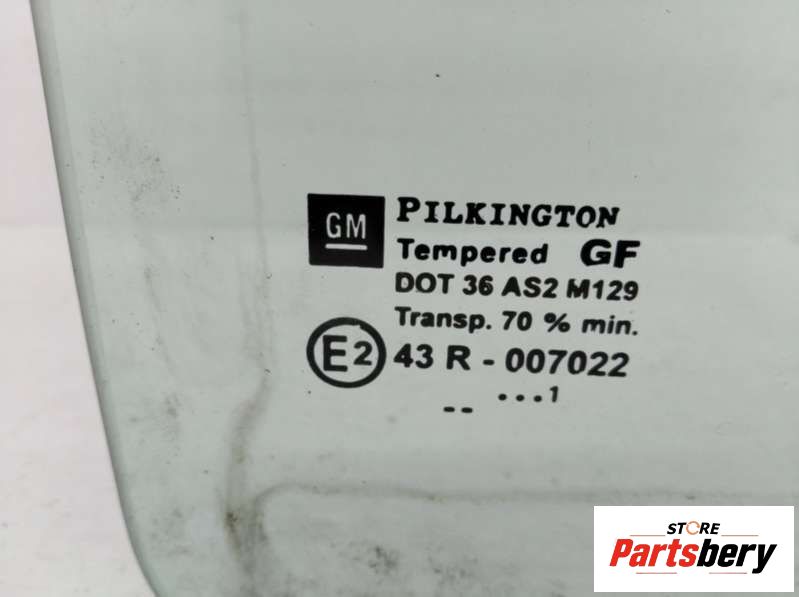 GM PILKINGTON
Tempered GF
DOT 36 AS2 M129
Transp. 70 % min.
E2 43 R - 007022
-- ...1
STORE
Partsbery